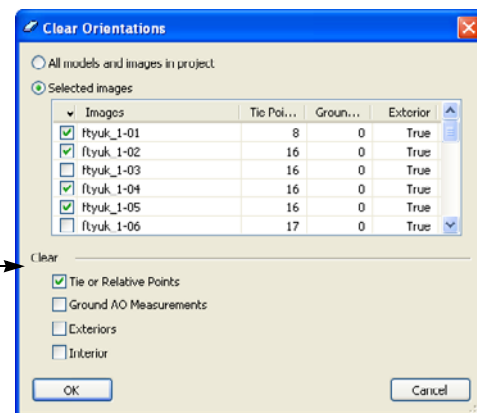 Clear Orientations
All models and images in project
Selected images
Images Tie Poi... Groun... Exterior
ftyuk_1-01 8 0 True
ftyuk_1-02 16 0 True
ftyuk_1-03 16 0 True
ftyuk_1-04 16 0 True
ftyuk_1-05 16 0 True
ftyuk_1-06 17 0 True
Clear
Tie or Relative Points
Ground AO Measurements
Exteriors
Interior
OK Cancel